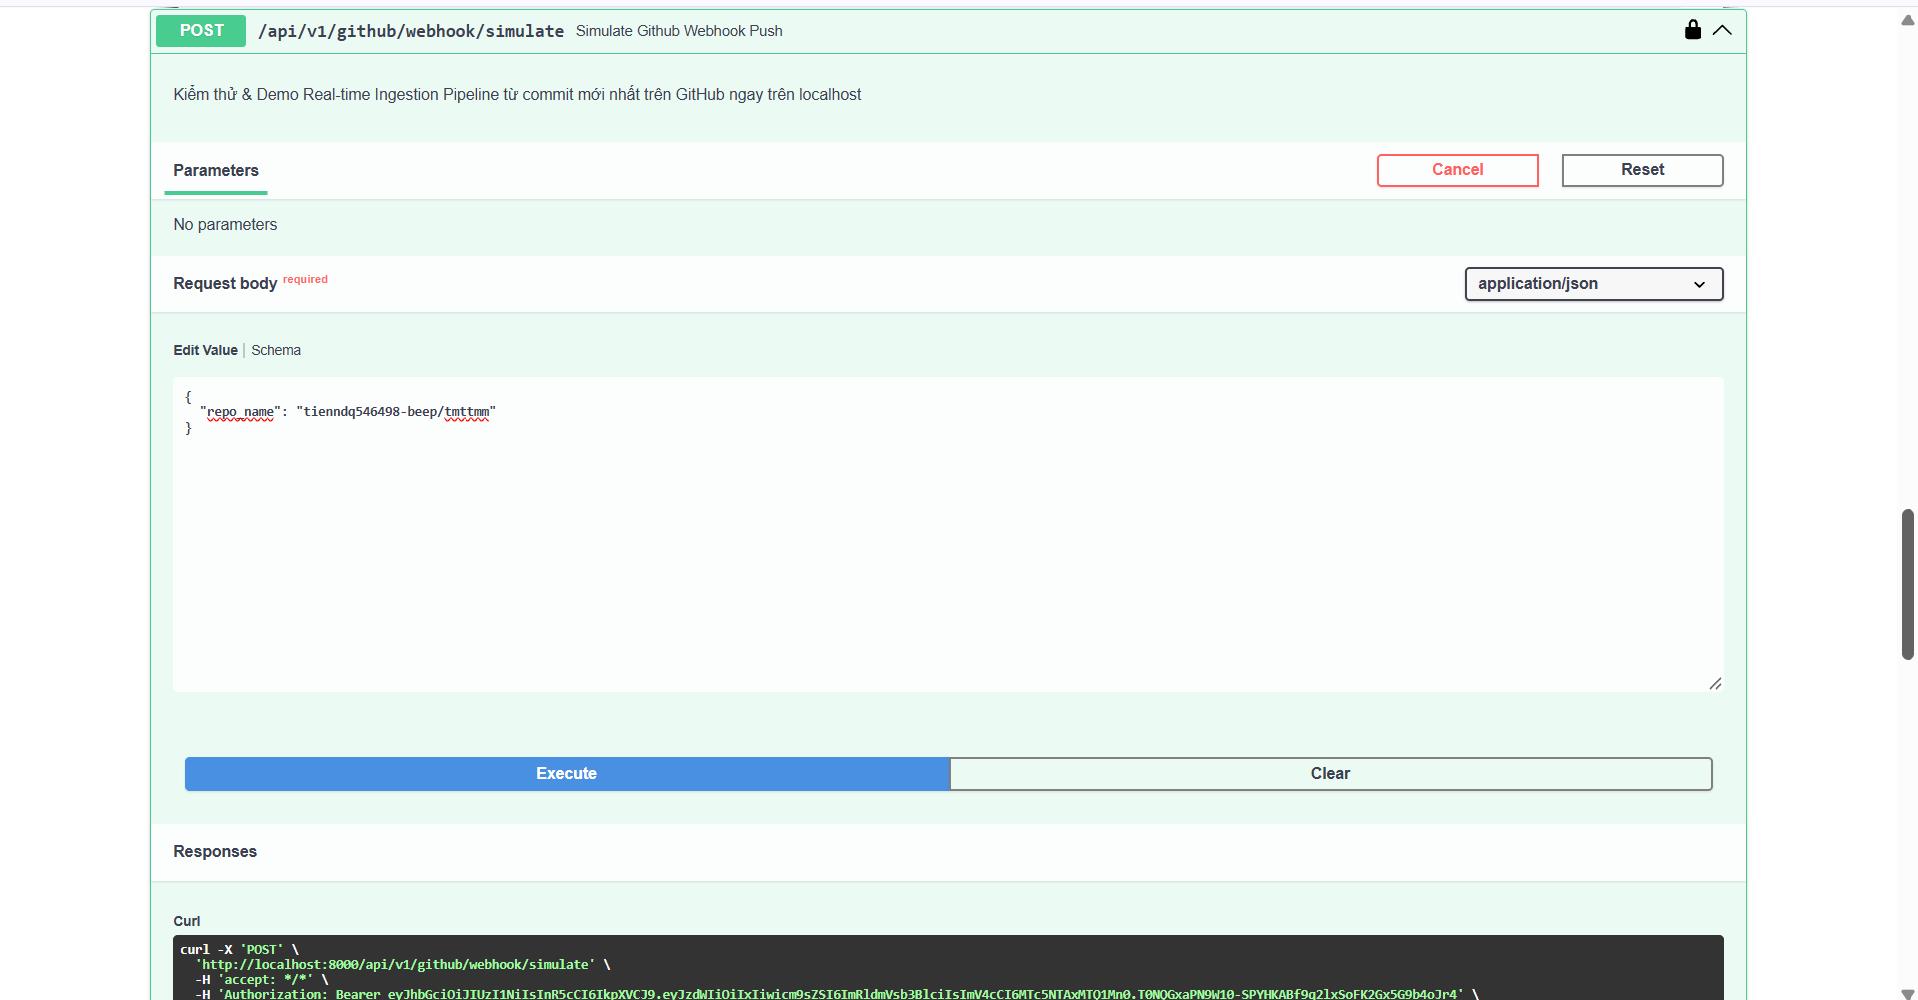 POST /api/v1/github/webhook/simulate Simulate Github Webhook Push
Kiểm thử & Demo Real-time Ingestion Pipeline từ commit mới nhất trên GitHub ngay trên localhost
Parameters
Cancel
Reset
No parameters
Request body required
application/json
Edit Value | Schema
{
  "repo_name": "tienndq546498-beep/tmttmm"
}
Execute
Clear
Responses
Curl
curl -X 'POST' \
  'http://localhost:8000/api/v1/github/webhook/simulate' \
  -H 'accept: */*' \
  -H 'Authorization: Bearer